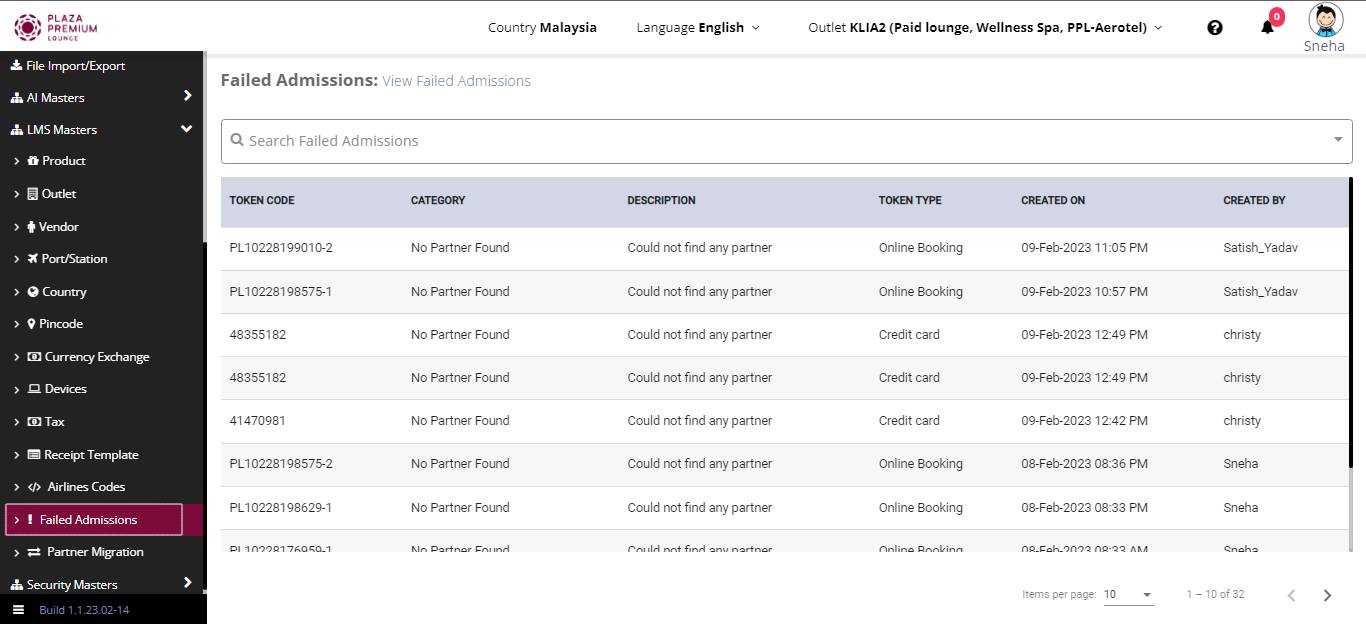 PLAZA
PREMIUM
LOUNGE
Country Malaysia
Language English
Outlet KLIA2 (Paid lounge, Wellness Spa, PPL-Aerotel)
0
Sneha
File Import/Export
AI Masters
LMS Masters
Product
Outlet
Vendor
Port/Station
Country
Pincode
Currency Exchange
Devices
Tax
Receipt Template
Airlines Codes
Failed Admissions
Partner Migration
Security Masters
Build 1.1.23.02-14
Failed Admissions: View Failed Admissions
Search Failed Admissions
TOKEN CODE CATEGORY DESCRIPTION TOKEN TYPE CREATED ON CREATED BY
PL10228199010-2 No Partner Found Could not find any partner Online Booking 09-Feb-2023 11:05 PM Satish_Yadav
PL10228198575-1 No Partner Found Could not find any partner Online Booking 09-Feb-2023 10:57 PM Satish_Yadav
48355182 No Partner Found Could not find any partner Credit card 09-Feb-2023 12:49 PM christy
48355182 No Partner Found Could not find any partner Credit card 09-Feb-2023 12:49 PM christy
41470981 No Partner Found Could not find any partner Credit card 09-Feb-2023 12:42 PM christy
PL10228198575-2 No Partner Found Could not find any partner Online Booking 08-Feb-2023 08:36 PM Sneha
PL10228198629-1 No Partner Found Could not find any partner Online Booking 08-Feb-2023 08:33 PM Sneha
PL10228176959-1 No Partner Found Could not find any partner Online Booking 08-Feb-2023 08:33 AM Sneha
Items per page: 10 1 – 10 of 32